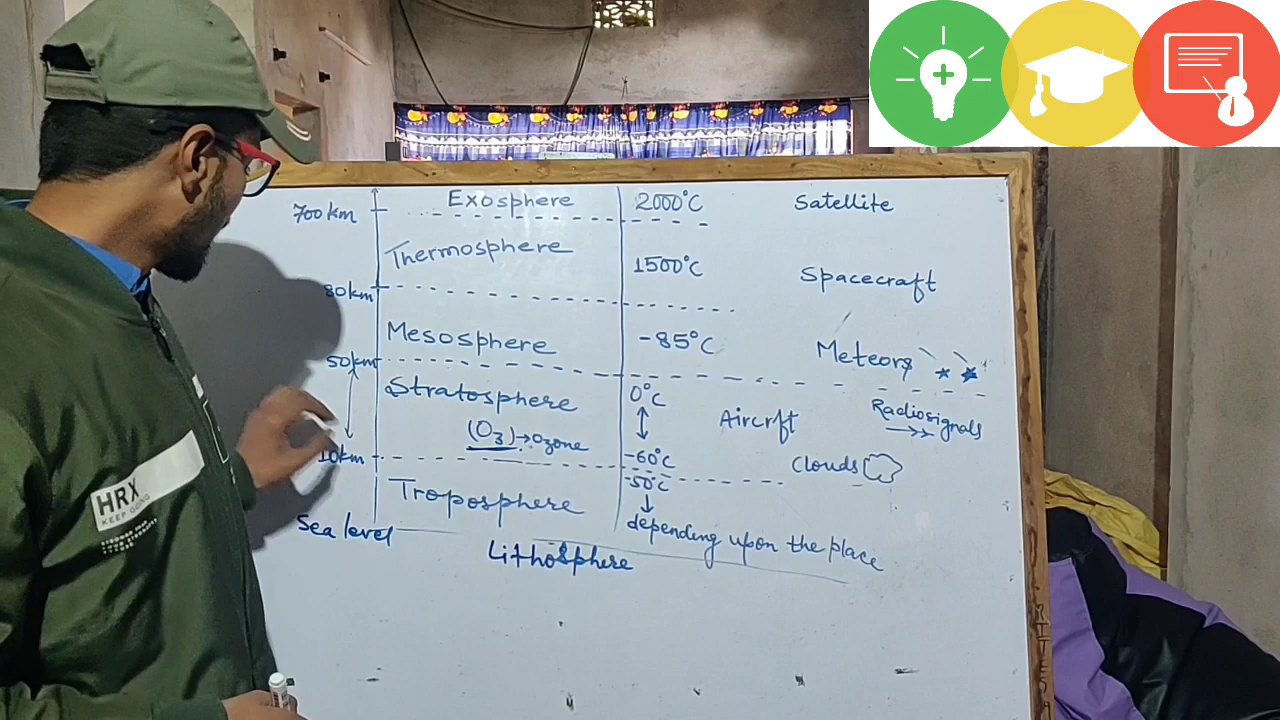 700 km Exosphere 2000°C Satellite
Thermosphere 1500°C Spacecraft
80km
Mesosphere -85°C Meteors
50km
Stratosphere 0°C Aircrft Radiosignals
(O3)→Ozone
10km -60°C Clouds
-50°C
Troposphere
Sea level depending upon the place
Lithosphere
HRX
KEEP GOING